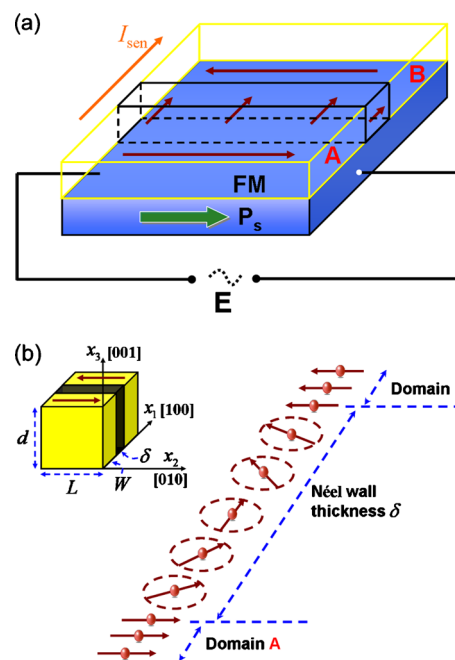 (a)
I_sen
B
A
FM
P_s
E
(b)
x_3 [001]
x_1 [100]
d
δ
x_2
[010]
L
W
Domain
Néel wall
thickness δ
Domain A